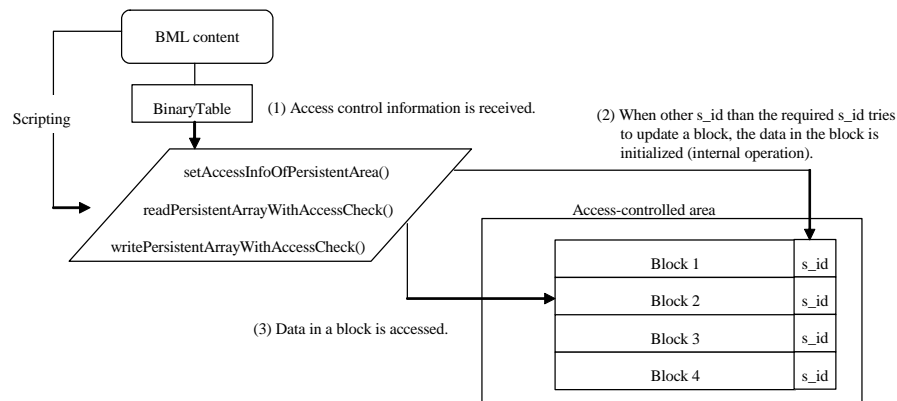 BML content
BinaryTable
(1) Access control information is received.
Scripting
(2) When other s_id than the required s_id tries
to update a block, the data in the block is
initialized (internal operation).
setAccessInfoOfPersistentArea()
readPersistentArrayWithAccessCheck()
writePersistentArrayWithAccessCheck()
Access-controlled area
Block 1 s_id
Block 2 s_id
Block 3 s_id
Block 4 s_id
(3) Data in a block is accessed.